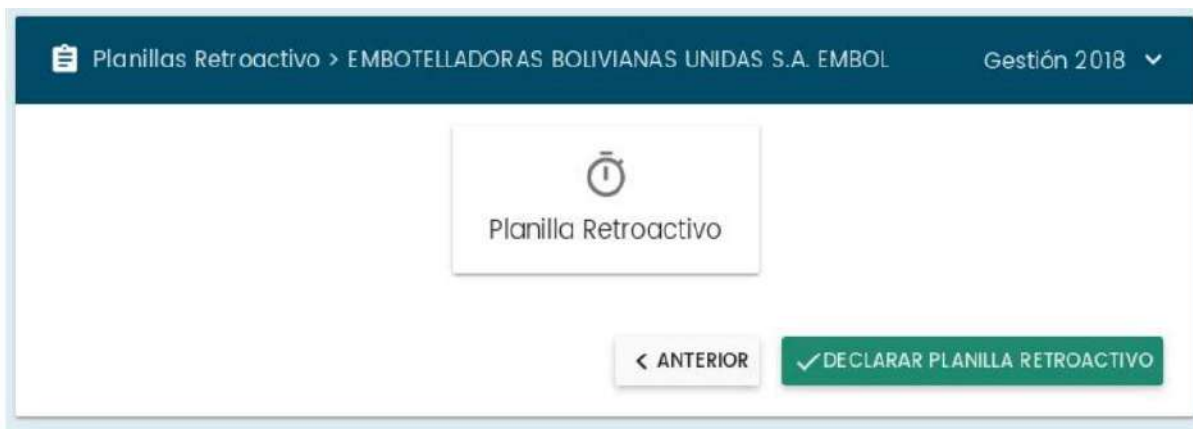 Planillas Retroactivo > EMBOTELLADORAS BOLIVIANAS UNIDAS S.A. EMBOL Gestión 2018
Planilla Retroactivo
< ANTERIOR ✓DECLARAR PLANILLA RETROACTIVO